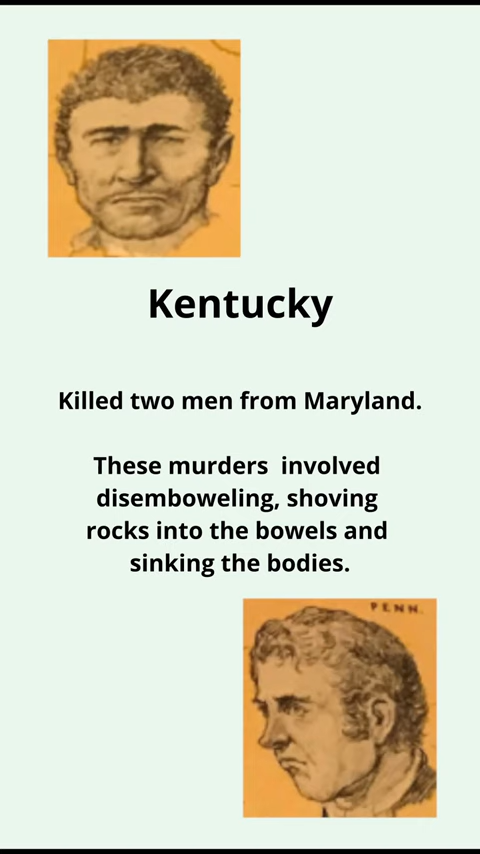 Kentucky
Killed two men from Maryland.
These murders  involved
disemboweling, shoving
rocks into the bowels and
sinking the bodies.
PENN.